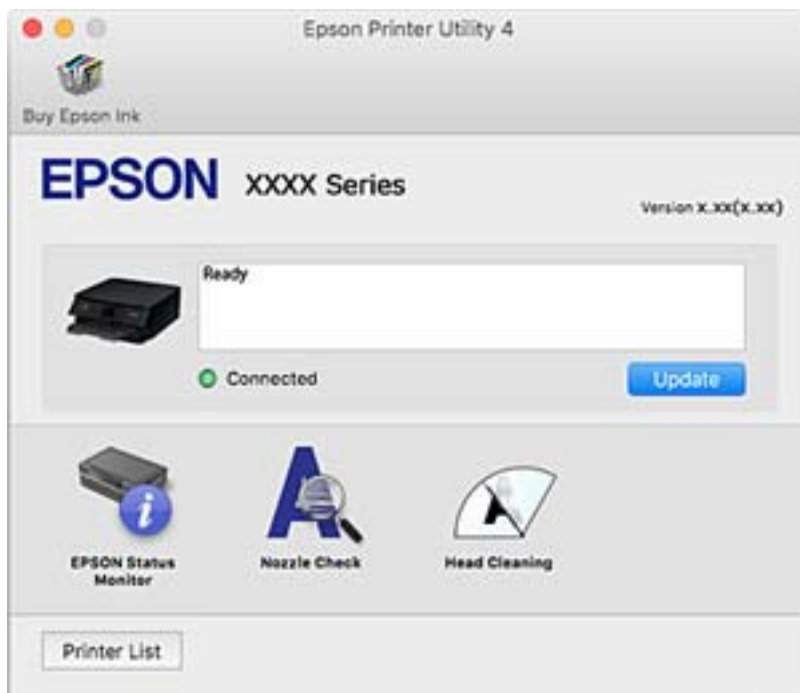 Epson Printer Utility 4
Buy Epson Ink
EPSON XXXX Series
Version X.XX(X.XX)
Ready
Connected
Update
EPSON Status
Monitor
Nozzle Check
Head Cleaning
Printer List